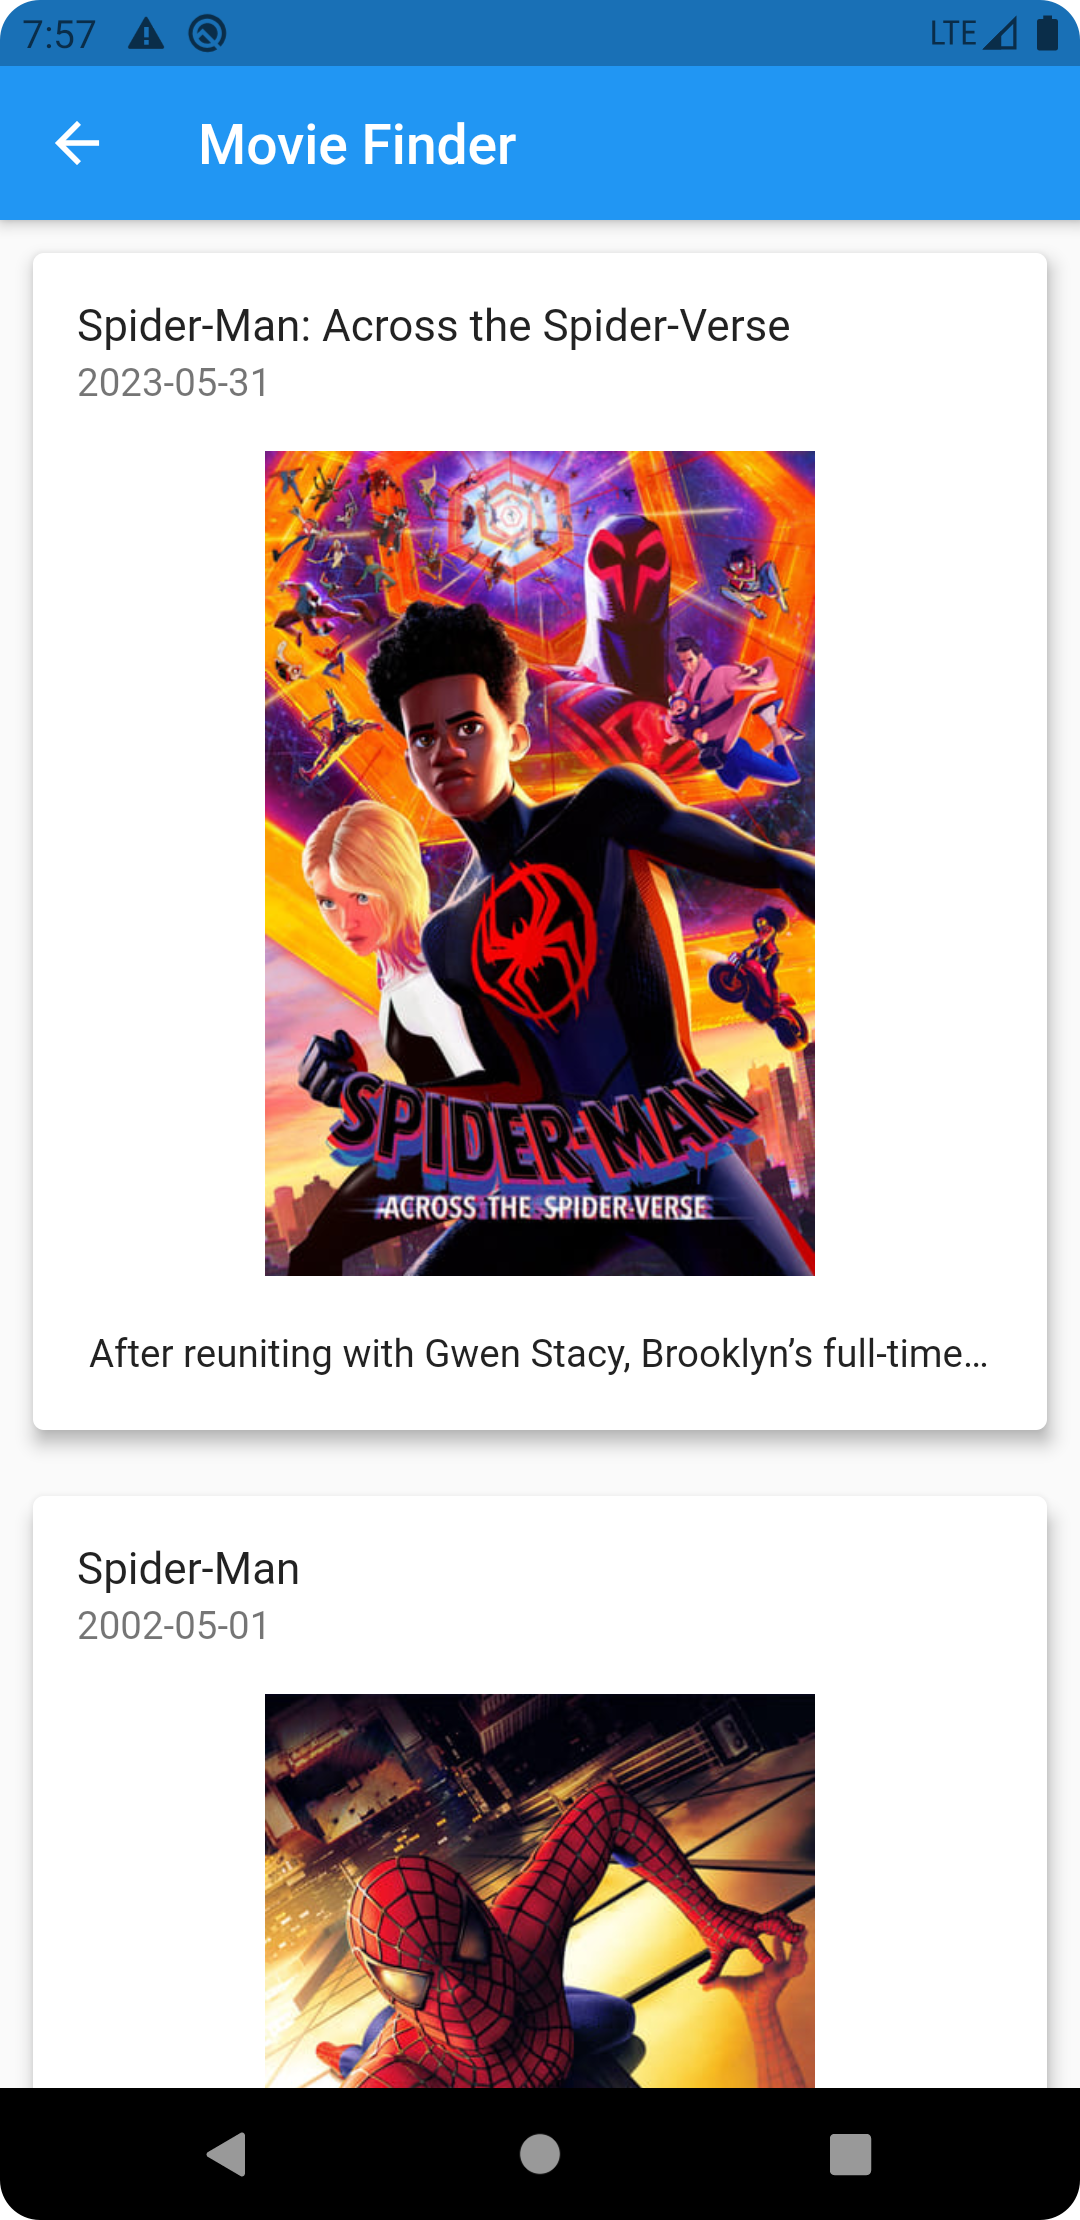 7:57
LTE
Movie Finder
Spider-Man: Across the Spider-Verse
2023-05-31
SPIDER-MAN
ACROSS THE SPIDER-VERSE
After reuniting with Gwen Stacy, Brooklyn’s full-time…
Spider-Man
2002-05-01